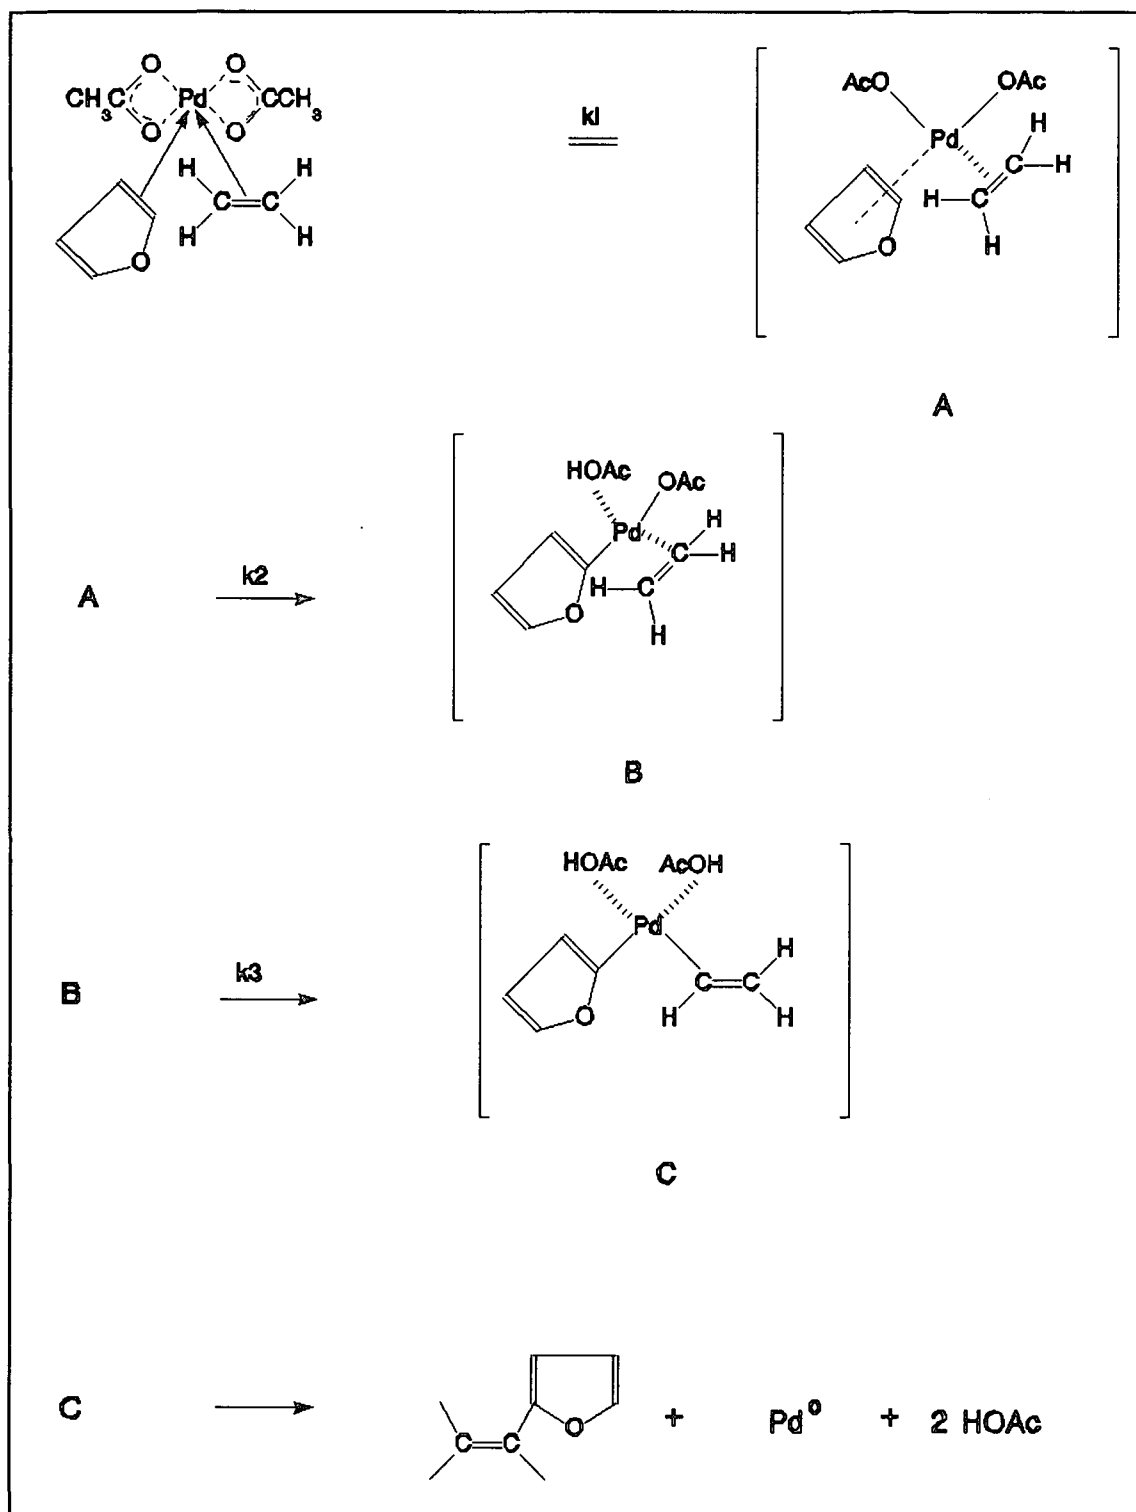 O O
CH3C Pd CCH3
O O
H H
C=C
H H
O
kl
AcO OAc
Pd
H
C-H
H-C
H
O
A
HOAc
OAc
Pd
H
C-H
H-C
H
O
A
k2
B
HOAc AcOH
Pd
H
C=C
H H
O
B
k3
C
C
C=C
O
+ Pd⁰ + 2 HOAc